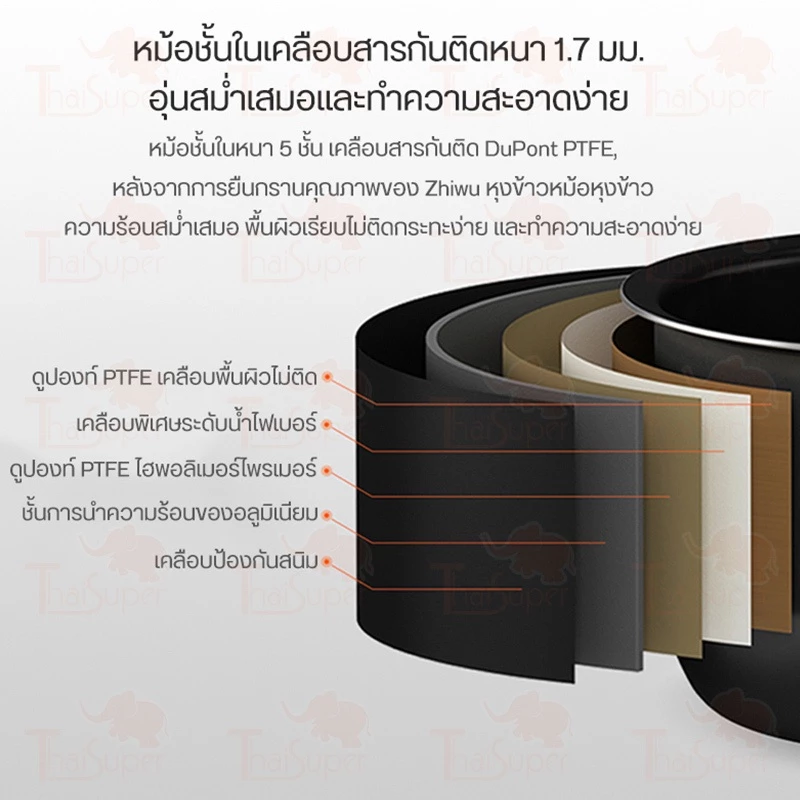 หม้อชั้นในเคลือบสารกันติดหนา 1.7 มม.
อุ่นสม่ำเสมอและทำความสะอาดง่าย
หม้อชั้นในหนา 5 ชั้น เคลือบสารกันติด DuPont PTFE,
หลังจากการยืนกรานคุณภาพของ Zhiwu หุงข้าวหม้อหุงข้าว
ความร้อนสม่ำเสมอ พื้นผิวเรียบไม่ติดกระทะง่าย และทำความสะอาดง่าย
ดูปองท์ PTFE เคลือบพื้นผิวไม่ติด
เคลือบพิเศษระดับน้ำไฟเบอร์
ดูปองท์ PTFE ไฮพอลิเมอร์ไพรเมอร์
ชั้นการนำความร้อนของอลูมิเนียม
เคลือบป้องกันสนิม
ThaiSuper